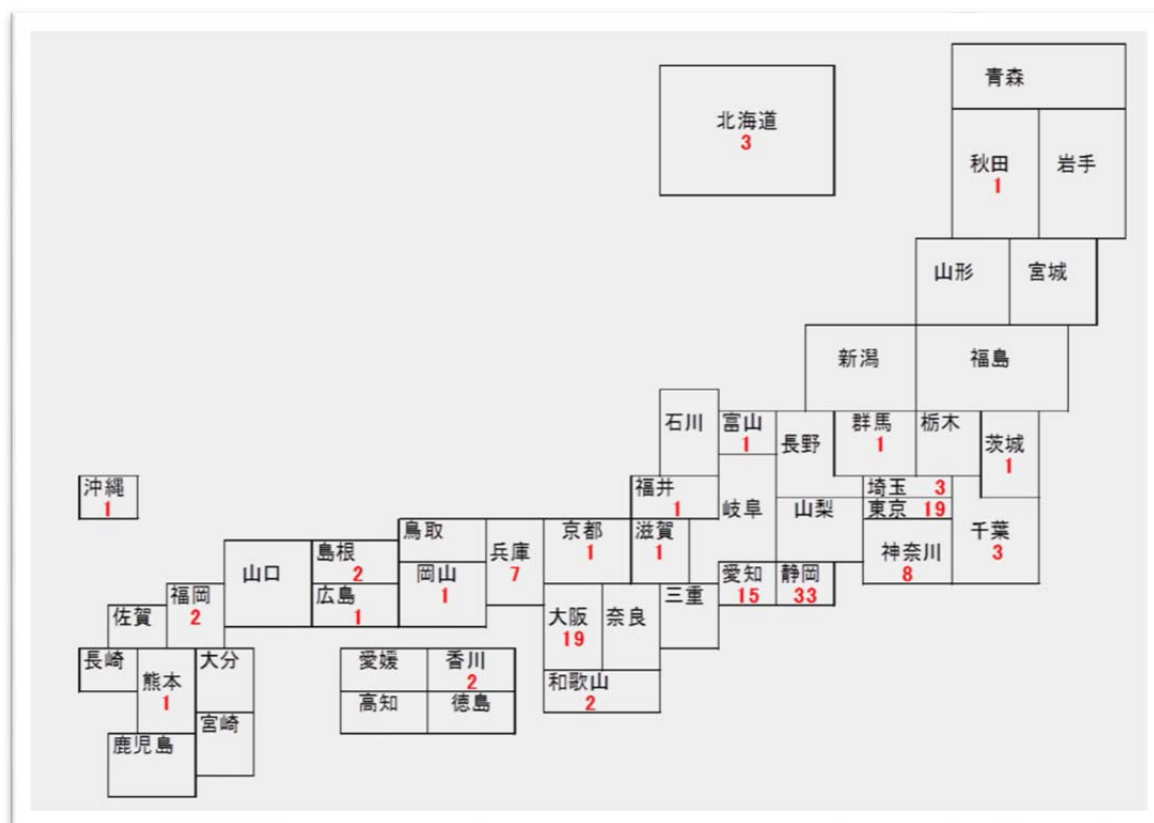 青森
北海道
3
秋田
1
岩手
山形
宮城
新潟
福島
石川
富山
1
長野
群馬
1
栃木
茨城
1
沖縄
1
福井
1
岐阜
山梨
埼玉 3
東京 19
千葉
3
神奈川
8
鳥取
兵庫
7
京都
1
滋賀
1
山口
島根
2
岡山
1
広島
1
愛知
15
静岡
33
三重
佐賀
福岡
2
大阪
19
奈良
和歌山
2
長崎
熊本
1
大分
宮崎
鹿児島
愛媛
香川
2
高知
徳島